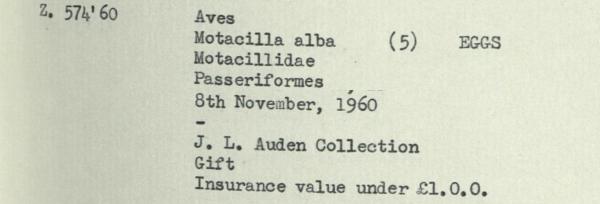 Z. 574'60
Aves
Motacilla alba (5) EGGS
Motacillidae
Passeriformes
8th November, 1960
-
J. L. Auden Collection
Gift
Insurance value under £1.0.0.